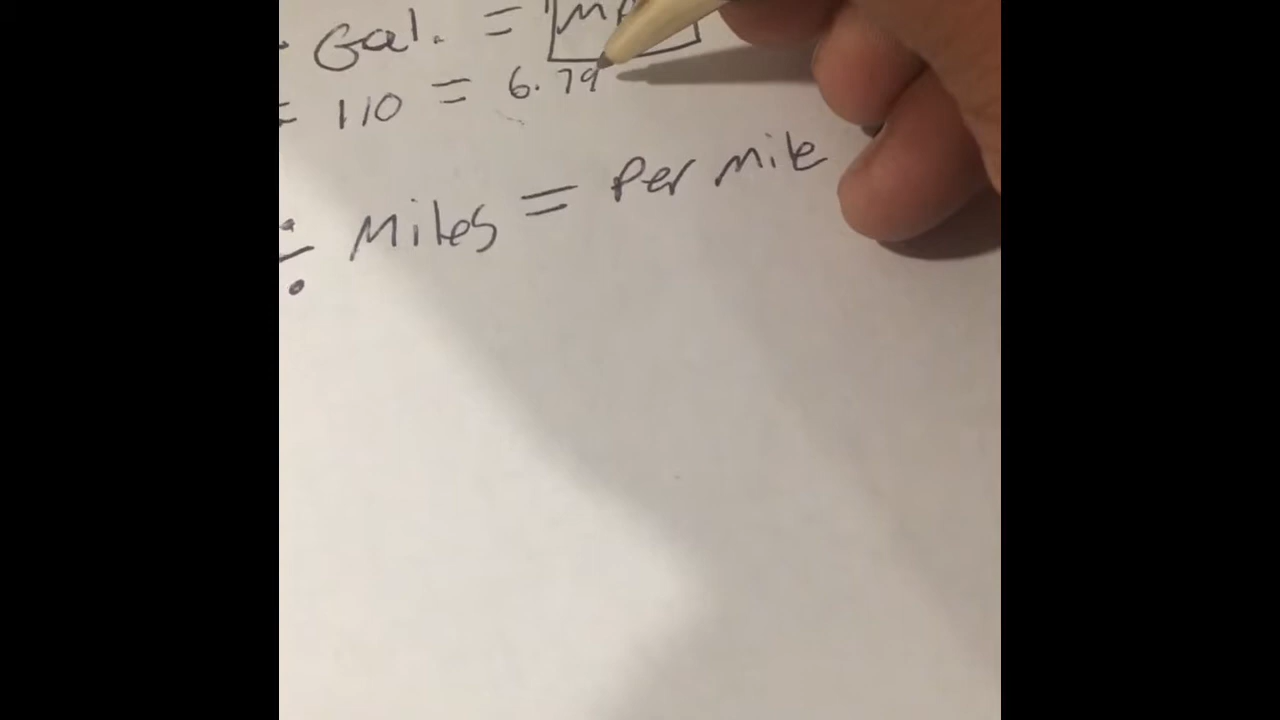 ÷ Gal. =
÷ 110 = 6.79
÷ Miles = Per mile